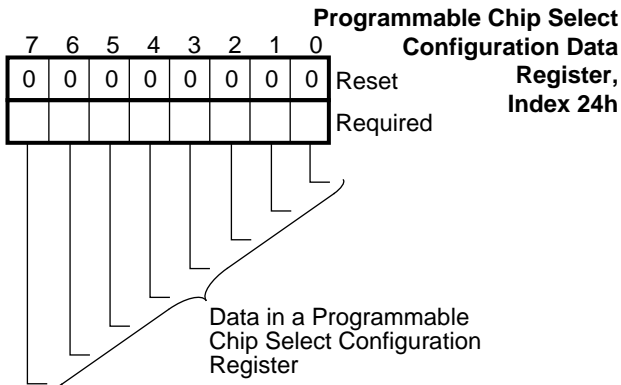 Programmable Chip Select
Configuration Data
Register,
Index 24h
7 6 5 4 3 2 1 0
0 0 0 0 0 0 0 0 Reset
Required
Data in a Programmable
Chip Select Configuration
Register